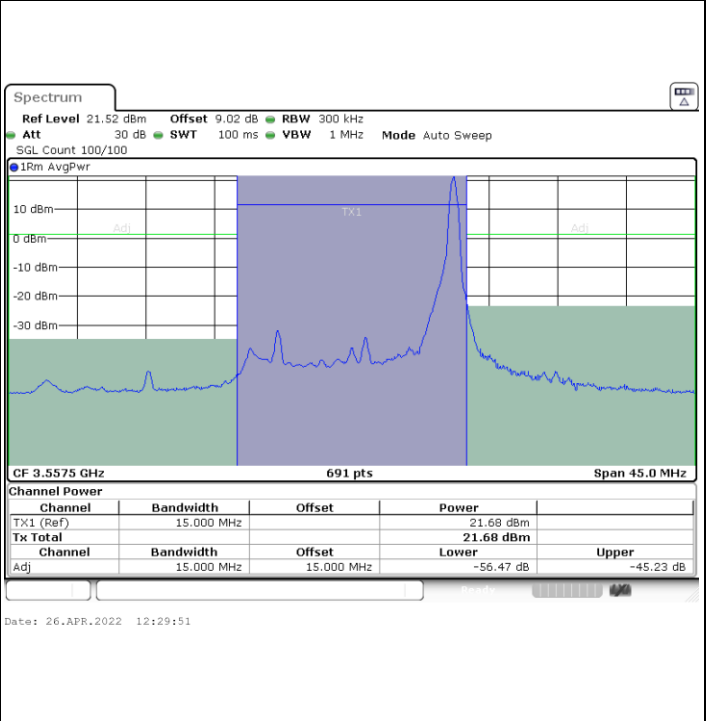 Spectrum
Ref Level 21.52 dBm Offset 9.02 dB RBW 300 kHz
Att 30 dB SWT 100 ms VBW 1 MHz Mode Auto Sweep
SGL Count 100/100
1Rm AvgPwr
TX1
10 dBm
Adj Adj
0 dBm
-10 dBm
-20 dBm
-30 dBm
CF 3.5575 GHz 691 pts Span 45.0 MHz
Channel Power
Channel Bandwidth Offset Power
TX1 (Ref) 15.000 MHz 21.68 dBm
Tx Total 21.68 dBm
Channel Bandwidth Offset Lower Upper
Adj 15.000 MHz 15.000 MHz -56.47 dB -45.23 dB
Ready
Date: 26.APR.2022 12:29:51